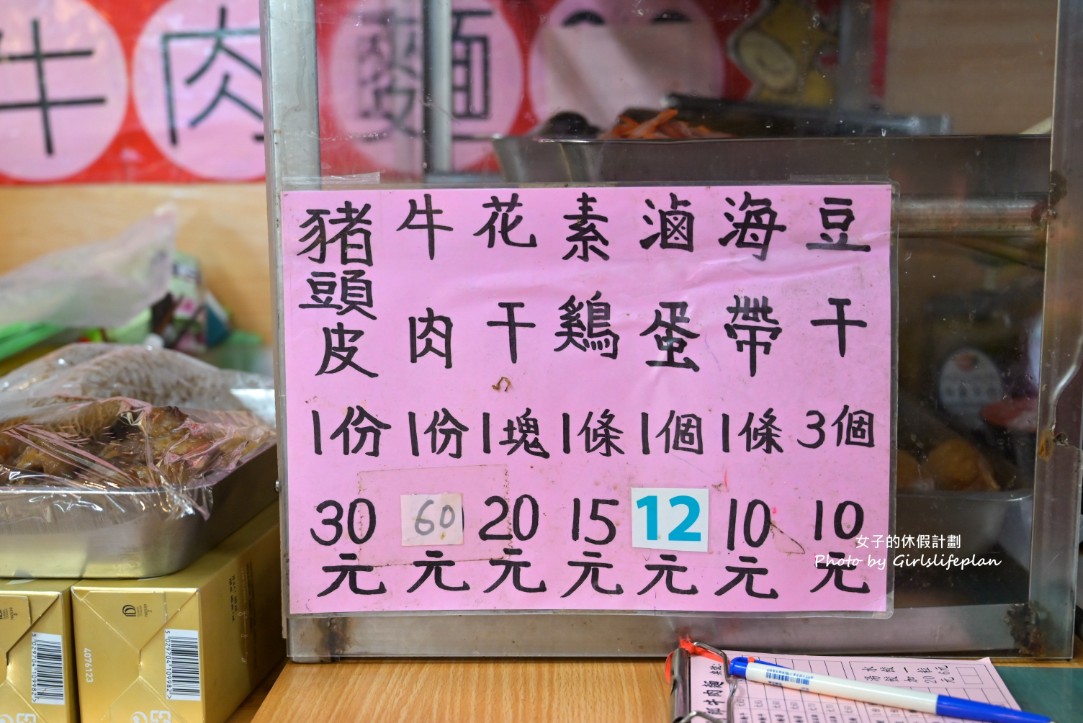 牛肉麵
豆干3個10元
海帶1條10元
滷蛋1個12元
素鷄1條15元
花干1塊20元
牛肉1份60元
豬頭皮1份30元
女子的休假計劃
Photo by Girlslifeplan
4076123